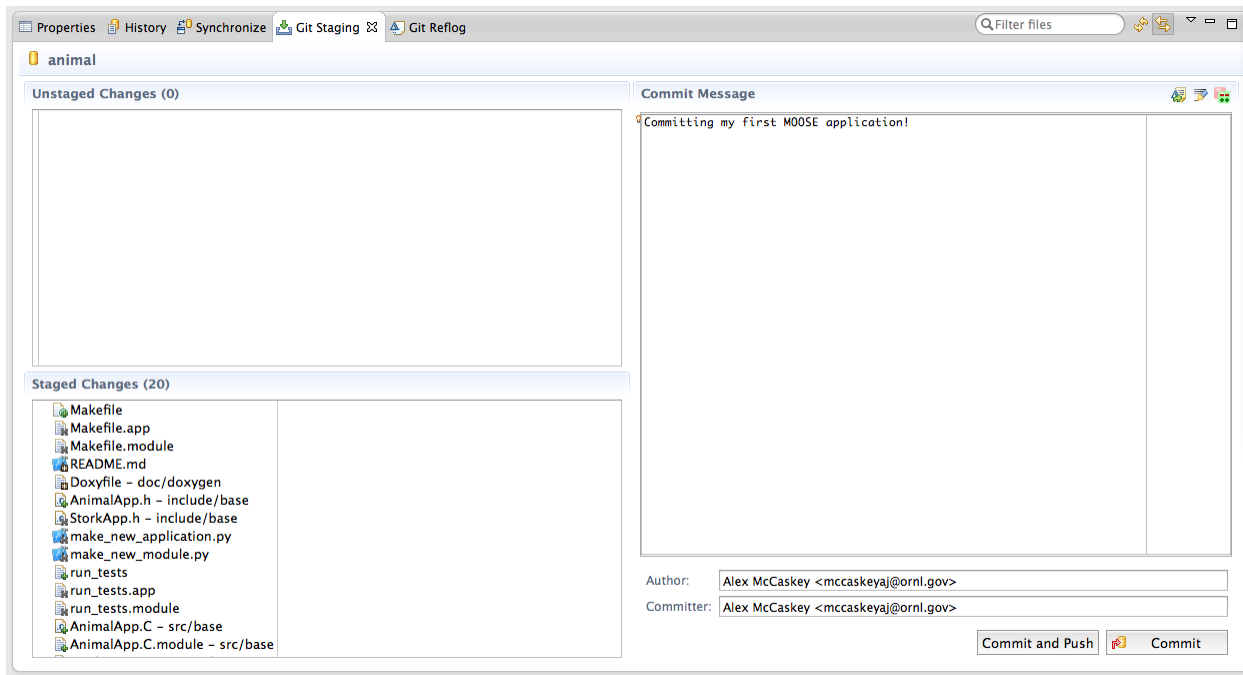 Properties History Synchronize Git Staging Git Reflog Filter files
animal
Unstaged Changes (0)
Commit Message
Committing my first MOOSE application!
Staged Changes (20)
Makefile
Makefile.app
Makefile.module
README.md
Doxyfile – doc/doxygen
AnimalApp.h – include/base
StorkApp.h – include/base
make_new_application.py
make_new_module.py
run_tests
run_tests.app
run_tests.module
AnimalApp.C – src/base
AnimalApp.C.module – src/base
Author: Alex McCaskey <mccaskeyaj@ornl.gov>
Committer: Alex McCaskey <mccaskeyaj@ornl.gov>
Commit and Push Commit